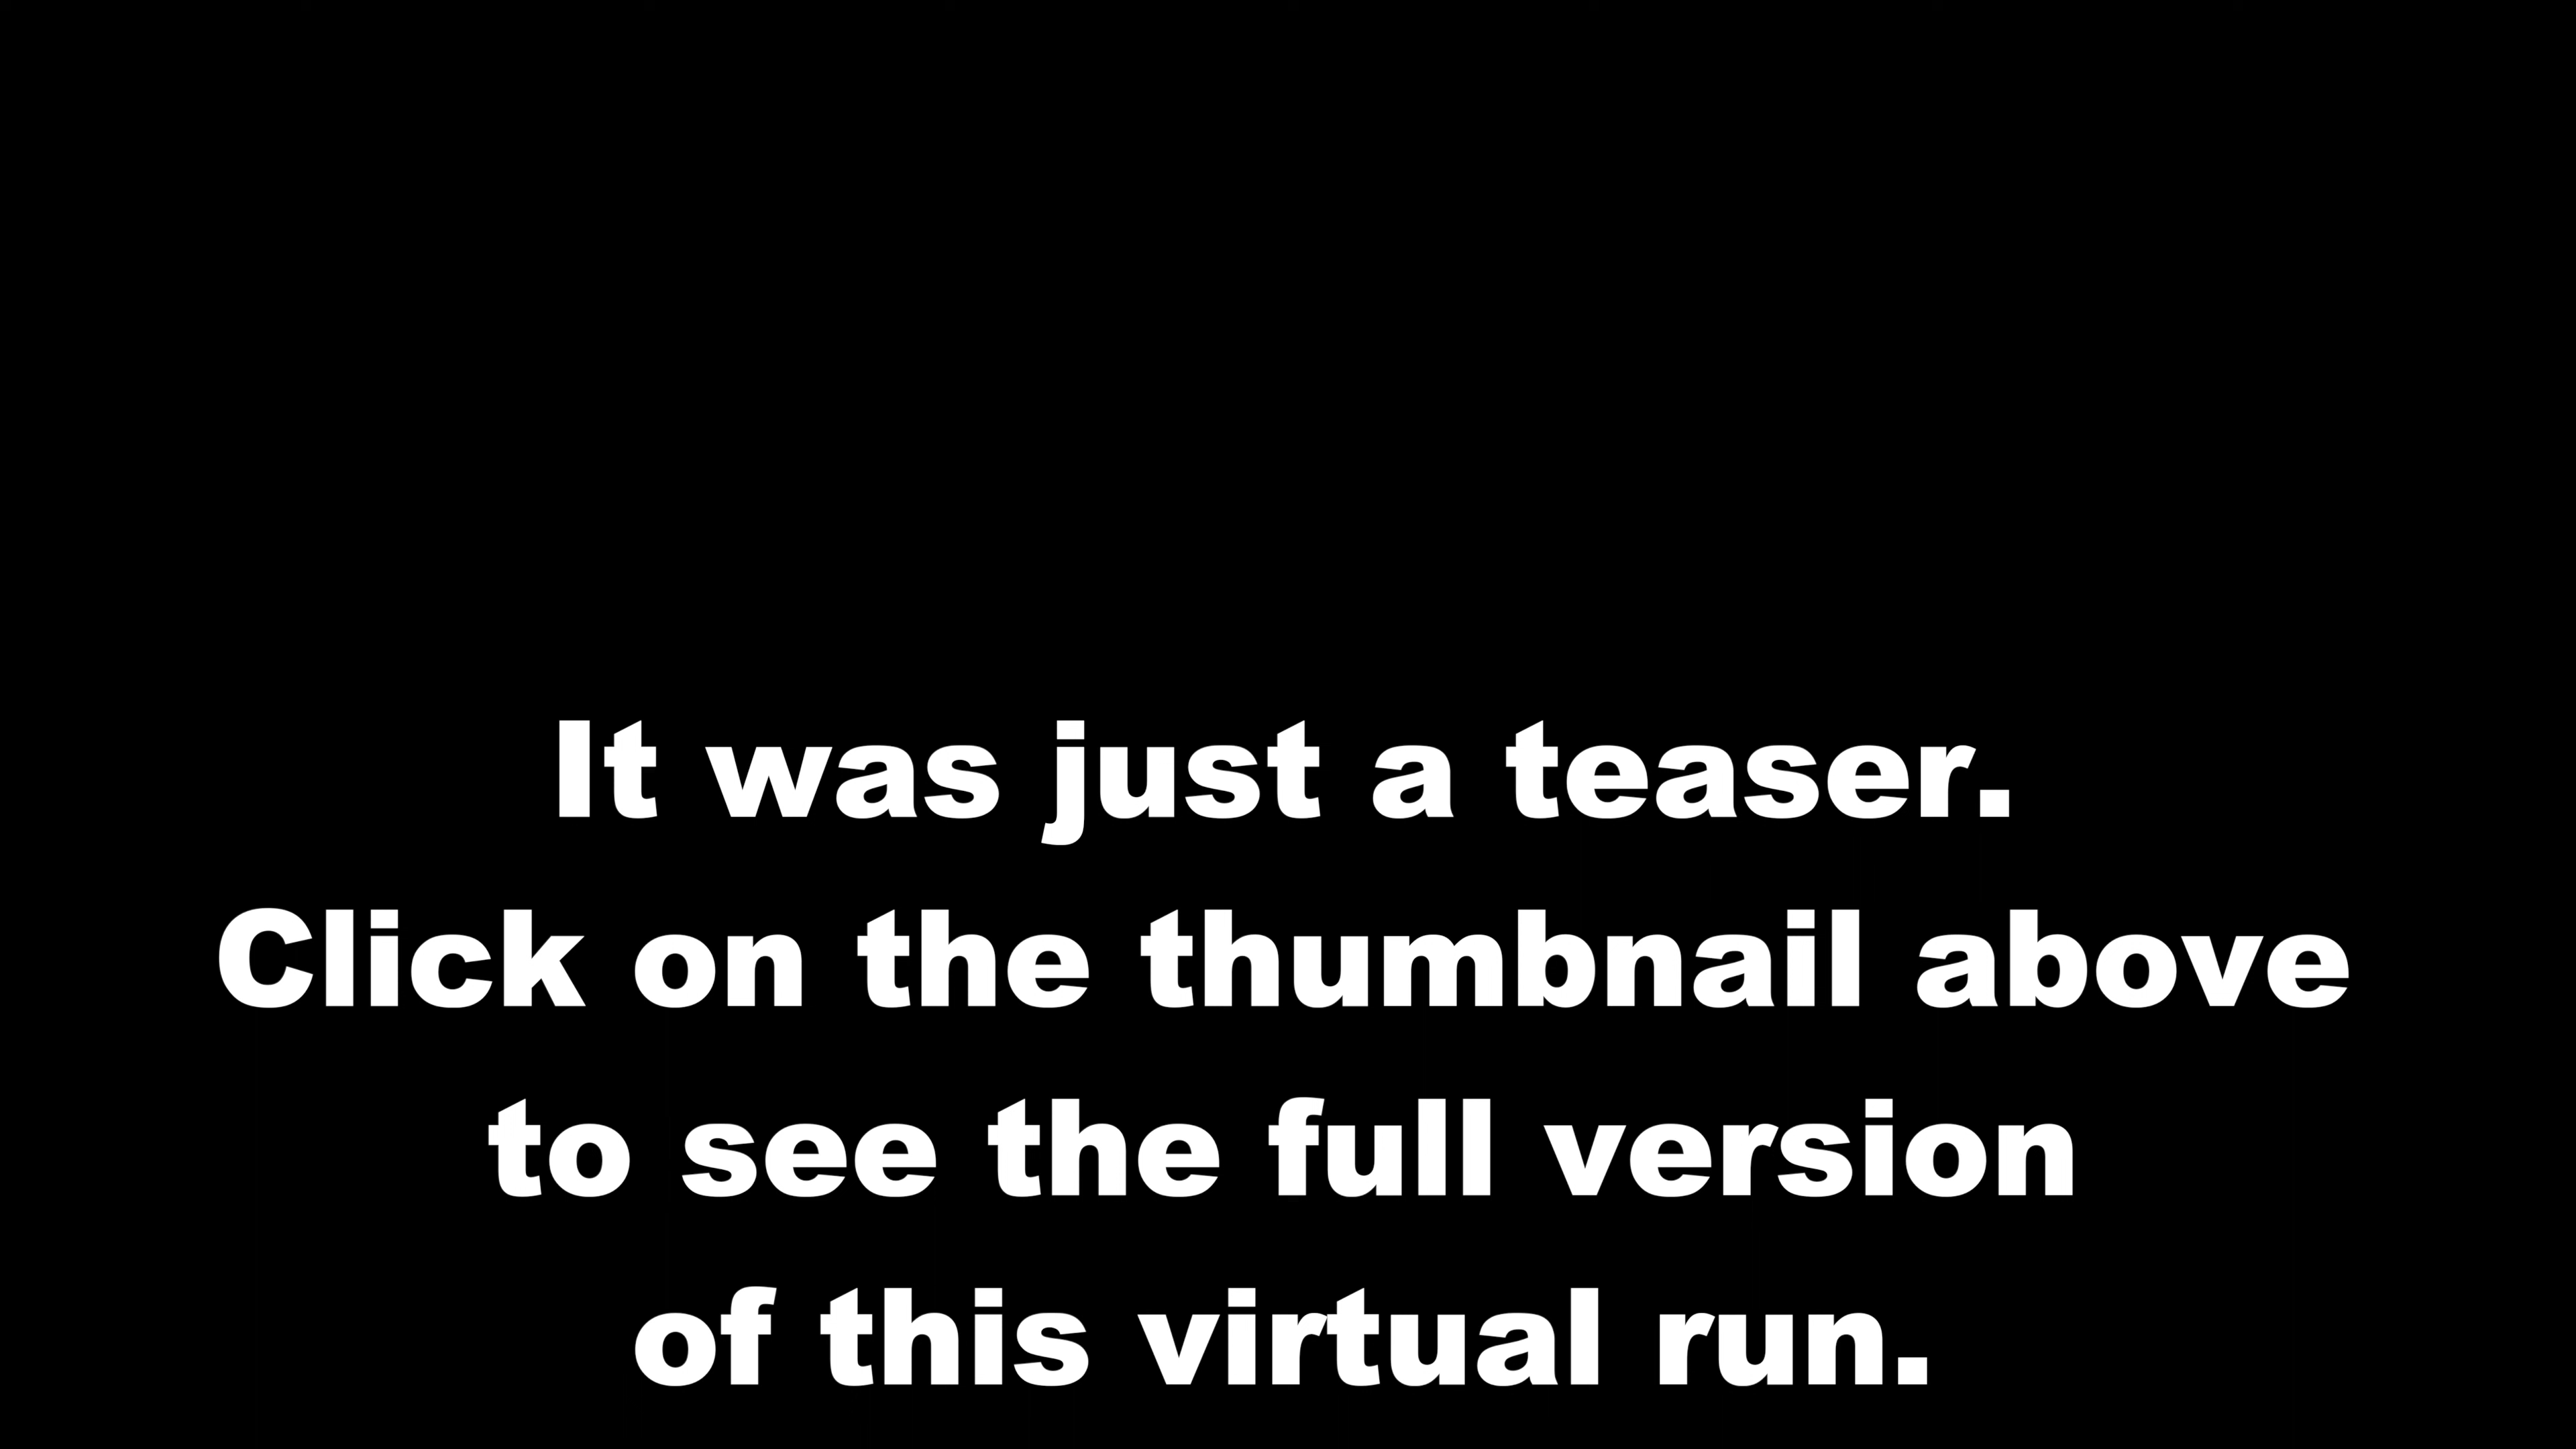 It was just a teaser.
Click on the thumbnail above
to see the full version
of this virtual run.